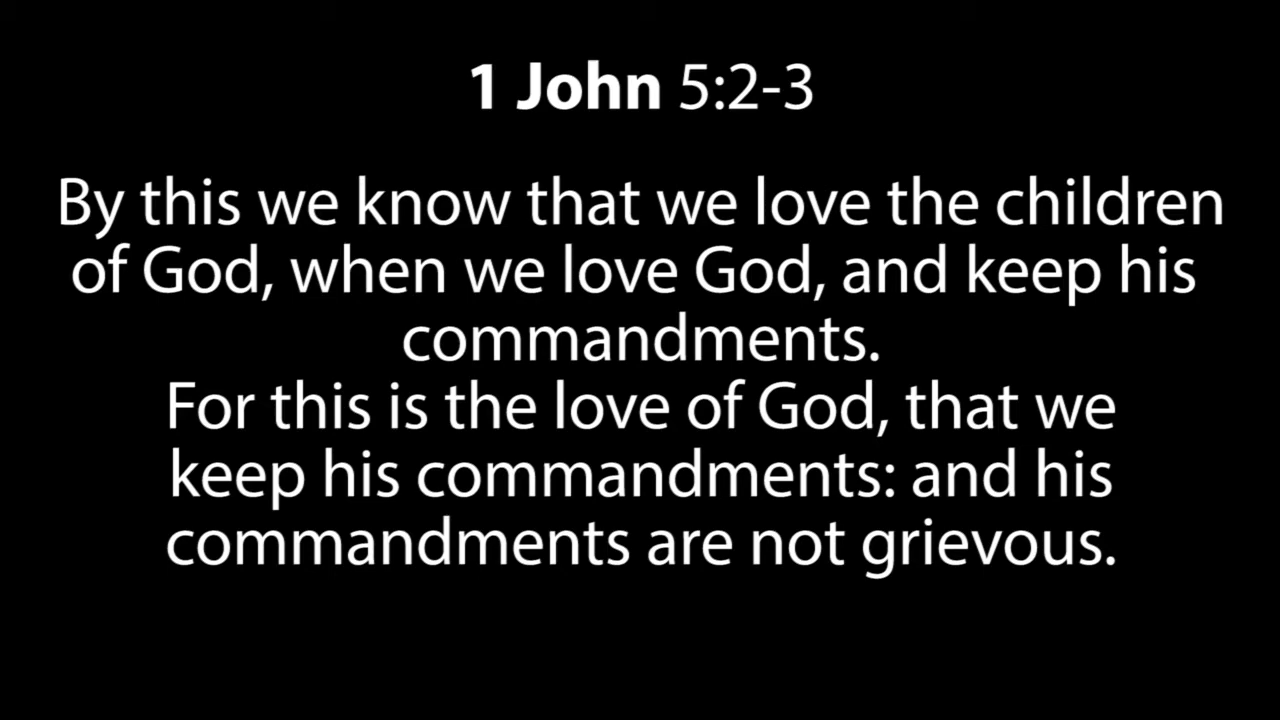 1 John 5:2-3
By this we know that we love the children
of God, when we love God, and keep his
commandments.
For this is the love of God, that we
keep his commandments: and his
commandments are not grievous.